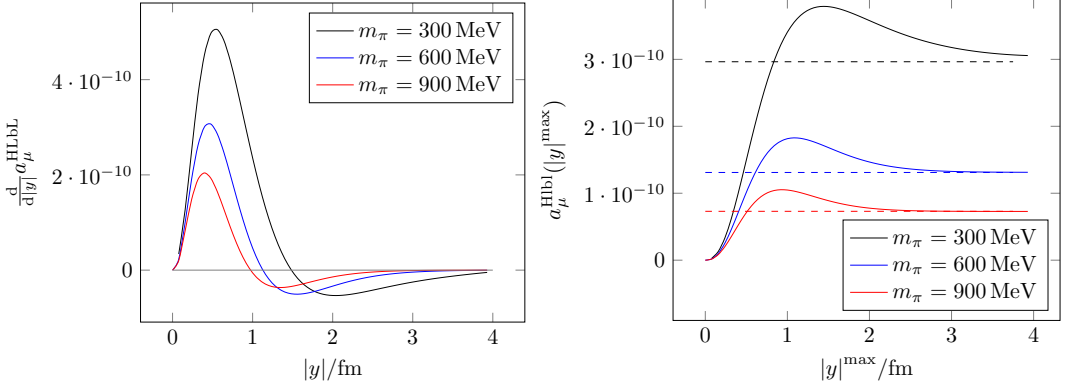 d/d|y| a_μ^HLbL
4 · 10^−10
2 · 10^−10
0
0 1 2 3 4
|y|/fm
m_π = 300 MeV
m_π = 600 MeV
m_π = 900 MeV
a_μ^Hlbl(|y|^max)
3 · 10^−10
2 · 10^−10
1 · 10^−10
0
0 1 2 3 4
|y|^max/fm
m_π = 300 MeV
m_π = 600 MeV
m_π = 900 MeV